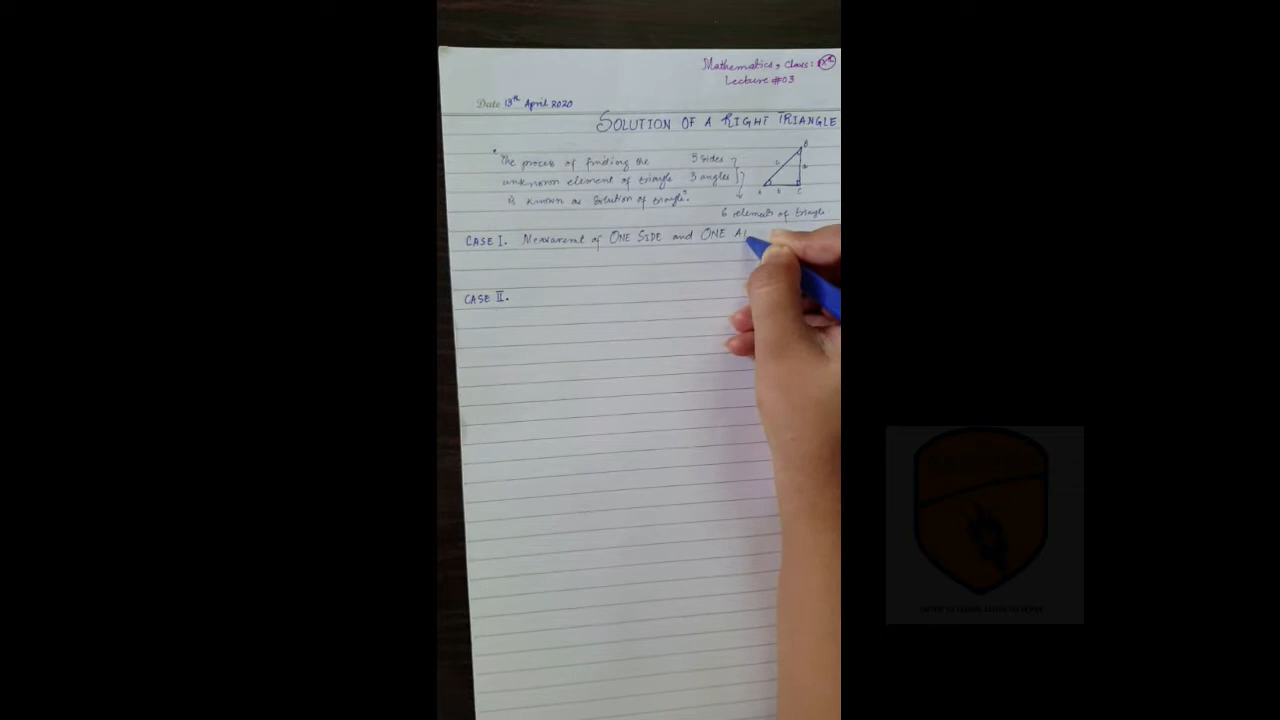 Mathematics, Class: IXth
Lecture #03
Date 13th April 2020
SOLUTION OF A RIGHT TRIANGLE
"The process of finding the 3 sides
unknown element of triangle 3 angles
is known as solution of triangle".
6 elements of triangle
B
A
C
CASE I. Measurement of ONE SIDE and ONE AN
CASE II.